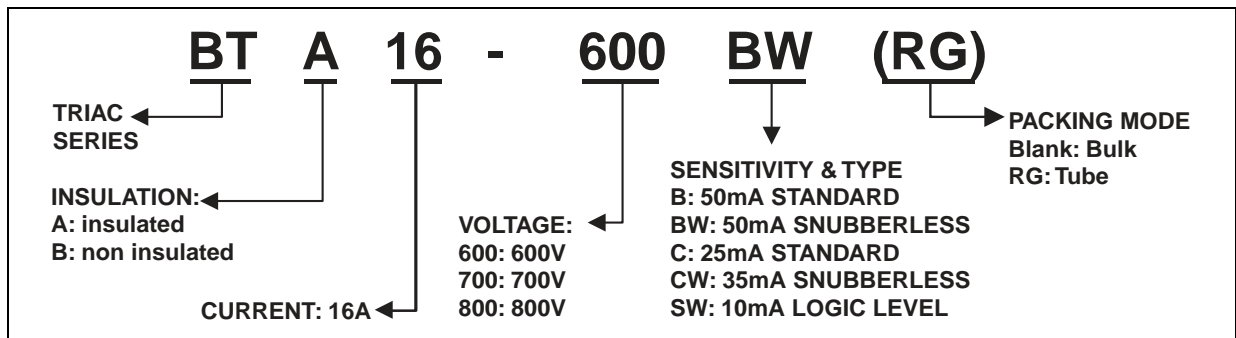 BT A 16 - 600 BW (RG)
TRIAC
SERIES
INSULATION:
A: insulated
B: non insulated
CURRENT: 16A
VOLTAGE:
600: 600V
700: 700V
800: 800V
SENSITIVITY & TYPE
B: 50mA STANDARD
BW: 50mA SNUBBERLESS
C: 25mA STANDARD
CW: 35mA SNUBBERLESS
SW: 10mA LOGIC LEVEL
PACKING MODE
Blank: Bulk
RG: Tube